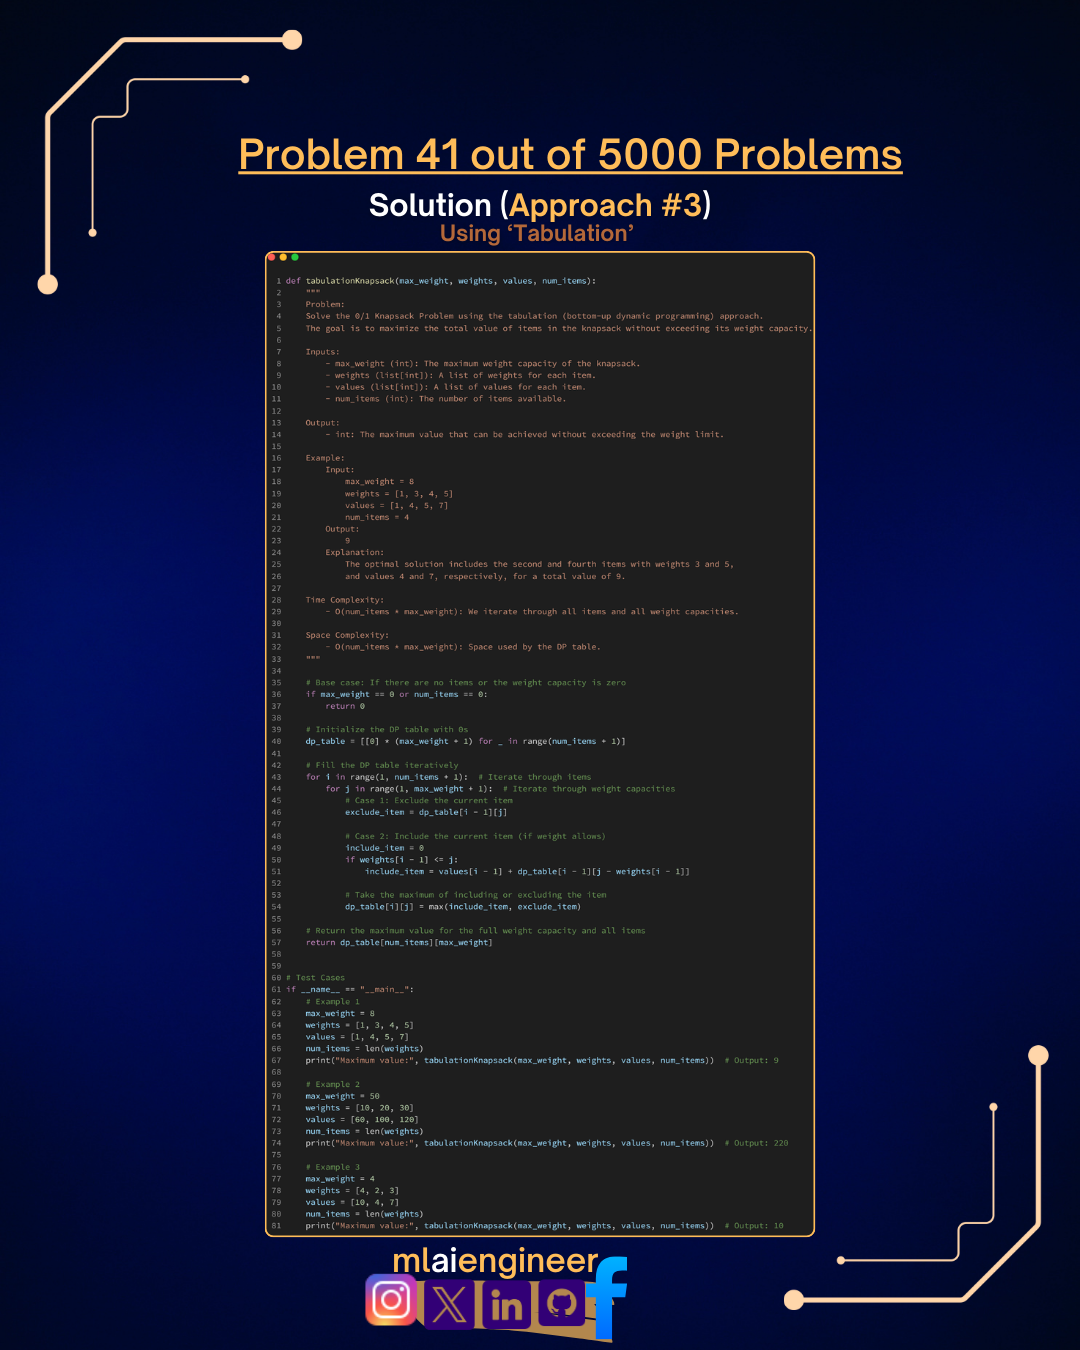 Problem 41 out of 5000 Problems
Solution (Approach #3)
Using ‘Tabulation’
1 def tabulationKnapsack(max_weight, weights, values, num_items):
2     """
3     Problem:
4     Solve the 0/1 Knapsack Problem using the tabulation (bottom-up dynamic programming) approach.
5     The goal is to maximize the total value of items in the knapsack without exceeding its weight capacity.
6
7     Inputs:
8         - max_weight (int): The maximum weight capacity of the knapsack.
9         - weights (list[int]): A list of weights for each item.
10         - values (list[int]): A list of values for each item.
11         - num_items (int): The number of items available.
12
13     Output:
14         - int: The maximum value that can be achieved without exceeding the weight limit.
15
16     Example:
17         Input:
18             max_weight = 8
19             weights = [1, 3, 4, 5]
20             values = [1, 4, 5, 7]
21             num_items = 4
22         Output:
23             9
24         Explanation:
25             The optimal solution includes the second and fourth items with weights 3 and 5,
26             and values 4 and 7, respectively, for a total value of 9.
27
28     Time Complexity:
29         - O(num_items * max_weight): We iterate through all items and all weight capacities.
30
31     Space Complexity:
32         - O(num_items * max_weight): Space used by the DP table.
33     """
34
35     # Base case: If there are no items or the weight capacity is zero
36     if max_weight == 0 or num_items == 0:
37         return 0
38
39     # Initialize the DP table with 0s
40     dp_table = [[0] * (max_weight + 1) for _ in range(num_items + 1)]
41
42     # Fill the DP table iteratively
43     for i in range(1, num_items + 1):  # Iterate through items
44         for j in range(1, max_weight + 1):  # Iterate through weight capacities
45             # Case 1: Exclude the current item
46             exclude_item = dp_table[i - 1][j]
47
48             # Case 2: Include the current item (if weight allows)
49             include_item = 0
50             if weights[i - 1] <= j:
51                 include_item = values[i - 1] + dp_table[i - 1][j - weights[i - 1]]
52
53             # Take the maximum of including or excluding the item
54             dp_table[i][j] = max(include_item, exclude_item)
55
56     # Return the maximum value for the full weight capacity and all items
57     return dp_table[num_items][max_weight]
58
59
60 # Test Cases
61 if __name__ == "__main__":
62     # Example 1
63     max_weight = 8
64     weights = [1, 3, 4, 5]
65     values = [1, 4, 5, 7]
66     num_items = len(weights)
67     print("Maximum value:", tabulationKnapsack(max_weight, weights, values, num_items))  # Output: 9
68
69     # Example 2
70     max_weight = 50
71     weights = [10, 20, 30]
72     values = [60, 100, 120]
73     num_items = len(weights)
74     print("Maximum value:", tabulationKnapsack(max_weight, weights, values, num_items))  # Output: 220
75
76     # Example 3
77     max_weight = 4
78     weights = [4, 2, 3]
79     values = [10, 4, 7]
80     num_items = len(weights)
81     print("Maximum value:", tabulationKnapsack(max_weight, weights, values, num_items))  # Output: 10
mlaiengineer